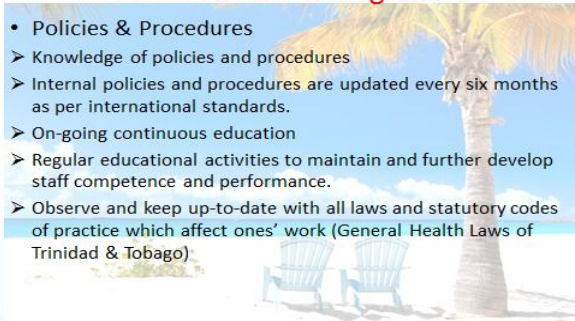 • Policies & Procedures
➢ Knowledge of policies and procedures
➢ Internal policies and procedures are updated every six months
as per international standards.
➢ On-going continuous education
➢ Regular educational activities to maintain and further develop
staff competence and performance.
➢ Observe and keep up-to-date with all laws and statutory codes
of practice which affect ones’ work (General Health Laws of
Trinidad & Tobago)